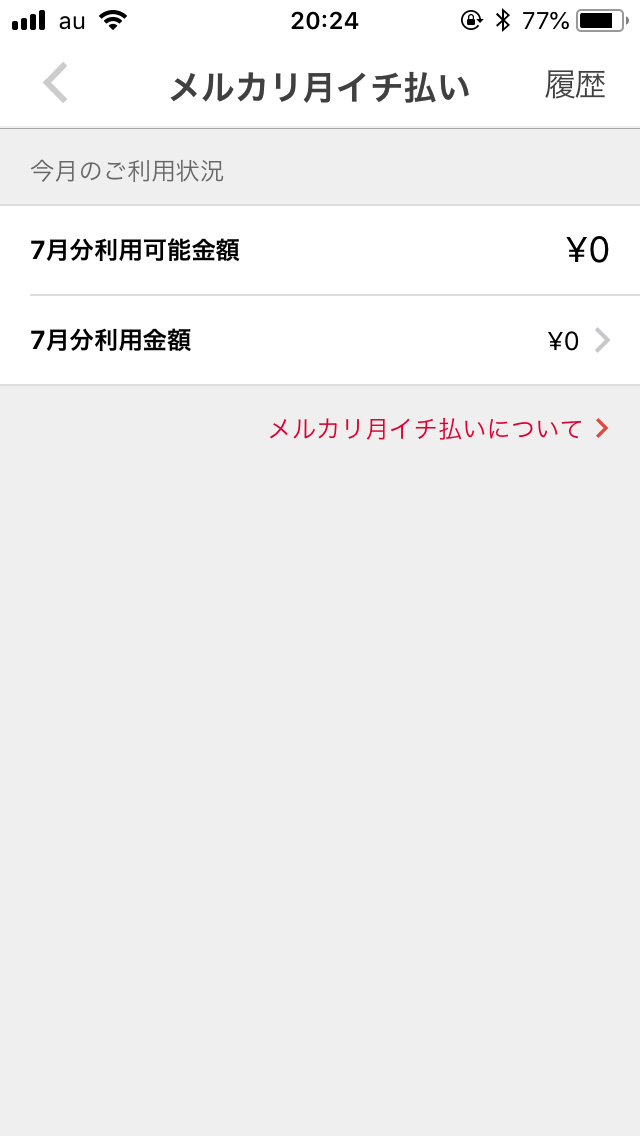 au 20:24 77%
メルカリ月イチ払い 履歴
今月のご利用状況
7月分利用可能金額 ¥0
7月分利用金額 ¥0
メルカリ月イチ払いについて